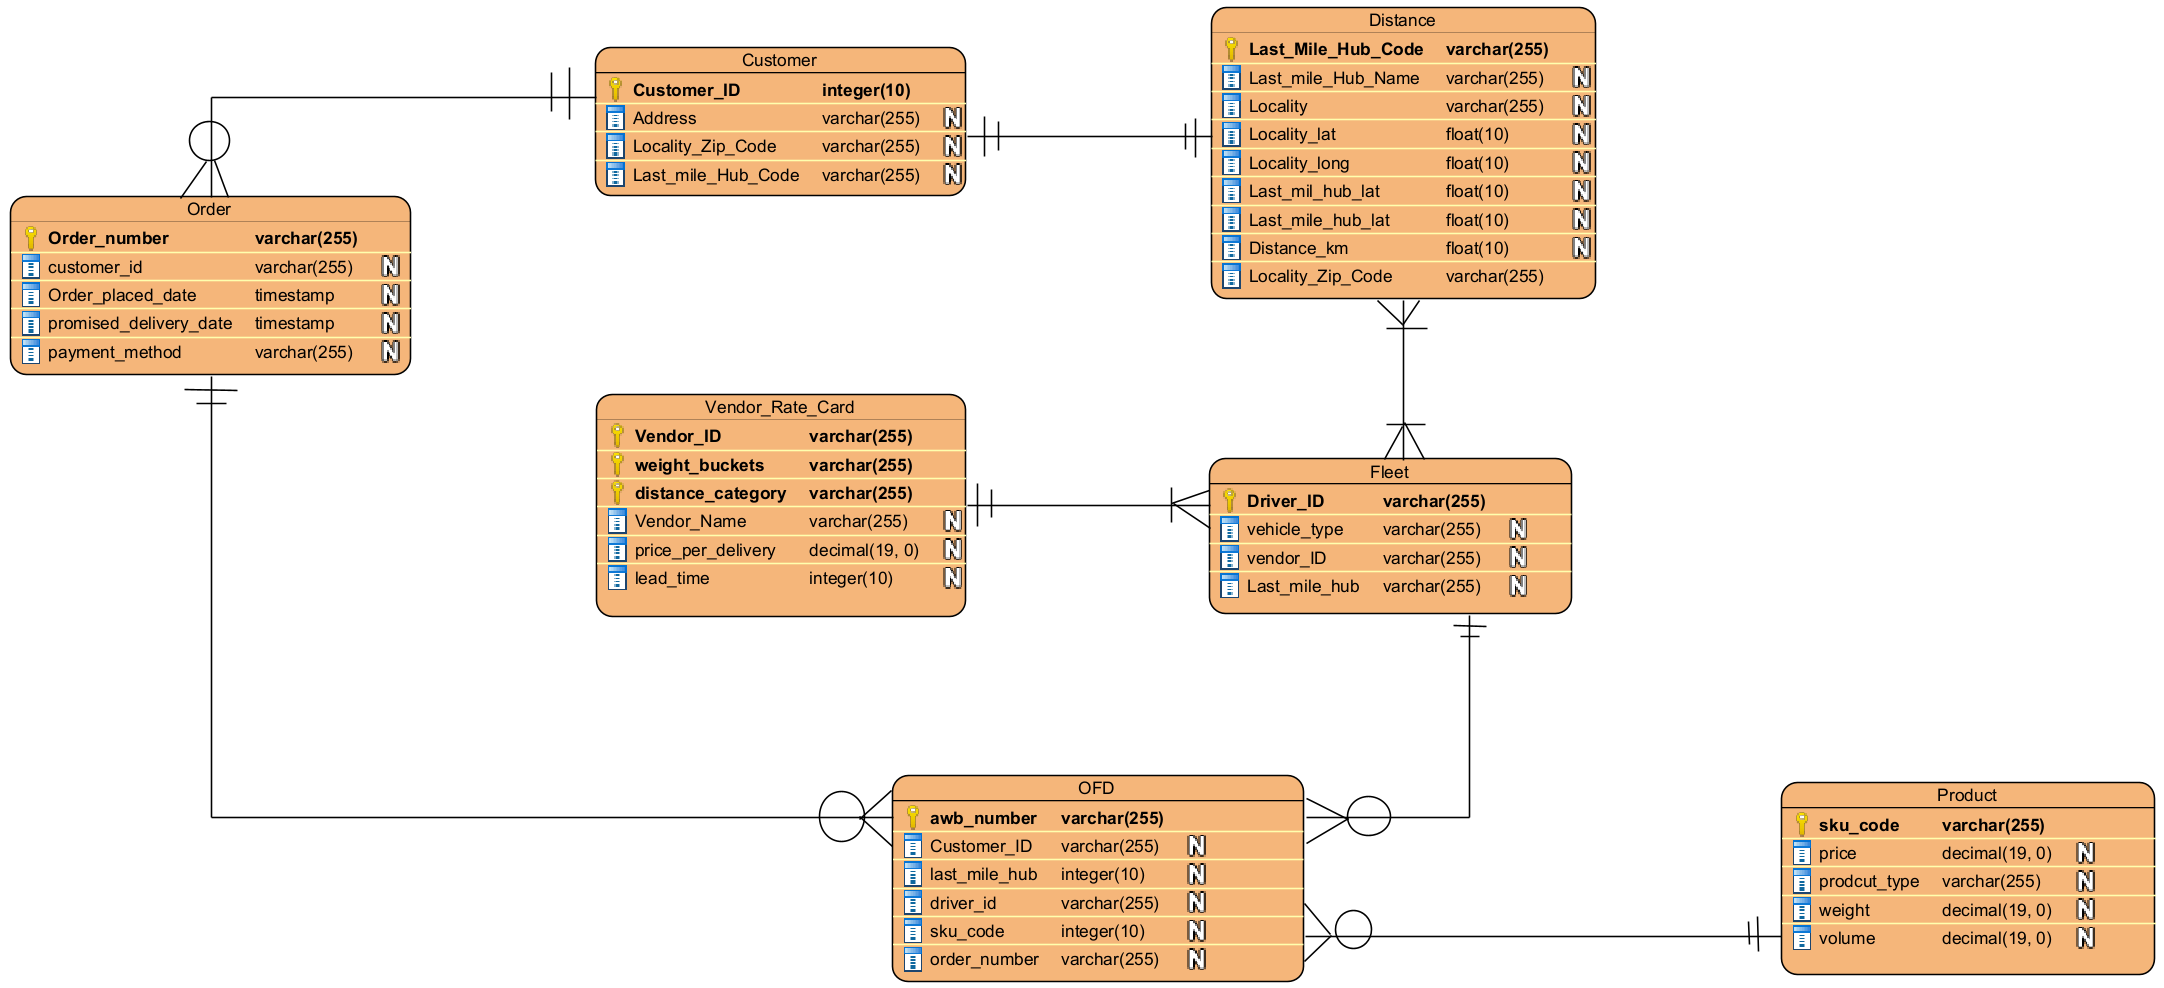 Customer
Customer_ID integer(10)
Address varchar(255) N
Locality_Zip_Code varchar(255) N
Last_mile_Hub_Code varchar(255) N
Distance
Last_Mile_Hub_Code varchar(255)
Last_mile_Hub_Name varchar(255) N
Locality varchar(255) N
Locality_lat float(10) N
Locality_long float(10) N
Last_mil_hub_lat float(10) N
Last_mile_hub_lat float(10) N
Distance_km float(10) N
Locality_Zip_Code varchar(255)
Order
Order_number varchar(255)
customer_id varchar(255) N
Order_placed_date timestamp N
promised_delivery_date timestamp N
payment_method varchar(255) N
Vendor_Rate_Card
Vendor_ID varchar(255)
weight_buckets varchar(255)
distance_category varchar(255)
Vendor_Name varchar(255) N
price_per_delivery decimal(19, 0) N
lead_time integer(10) N
Fleet
Driver_ID varchar(255)
vehicle_type varchar(255) N
vendor_ID varchar(255) N
Last_mile_hub varchar(255) N
OFD
awb_number varchar(255)
Customer_ID varchar(255) N
last_mile_hub integer(10) N
driver_id varchar(255) N
sku_code integer(10) N
order_number varchar(255) N
Product
sku_code varchar(255)
price decimal(19, 0) N
prodcut_type varchar(255) N
weight decimal(19, 0) N
volume decimal(19, 0) N